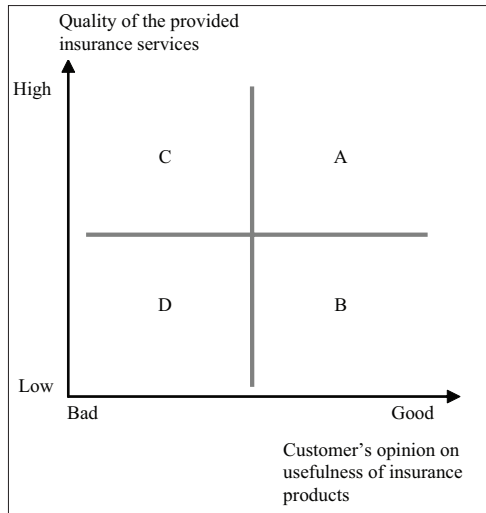 Quality of the provided
insurance services
High
C A
D B
Low
Bad Good
Customer's opinion on
usefulness of insurance
products